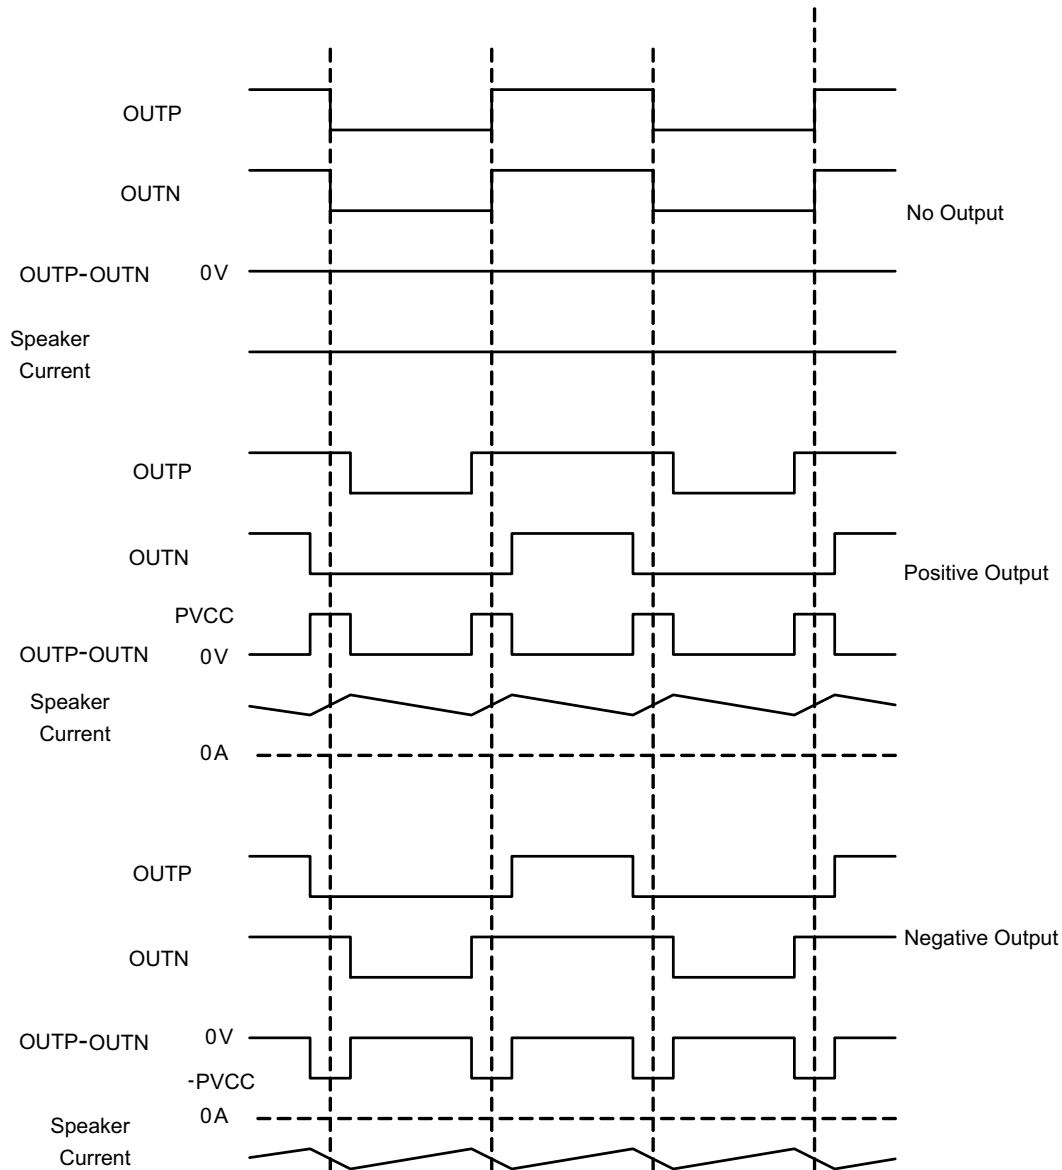 OUTP
OUTN
No Output
OUTP-OUTN 0V
Speaker
Current
OUTP
OUTN
Positive Output
PVCC
OUTP-OUTN 0V
Speaker
Current
0A
OUTP
OUTN
Negative Output
OUTP-OUTN 0V
-PVCC
0A
Speaker
Current